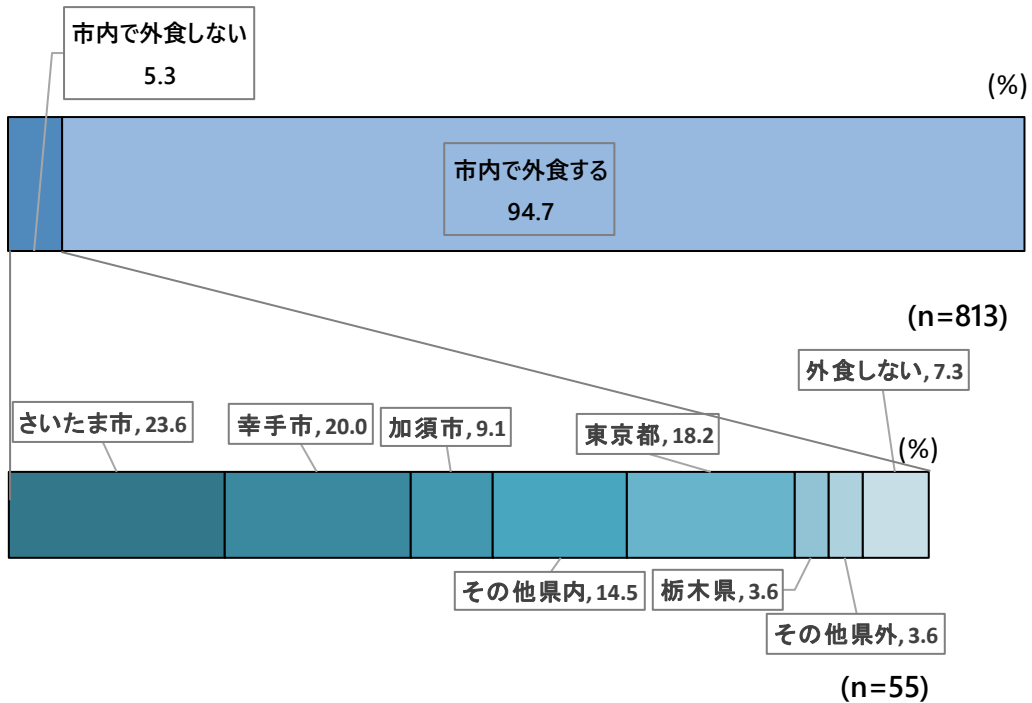 市内で外食しない
5.3
(%)
市内で外食する
94.7
(n=813)
外食しない, 7.3
さいたま市, 23.6
幸手市, 20.0
加須市, 9.1
東京都, 18.2
(%)
その他県内, 14.5
栃木県, 3.6
その他県外, 3.6
(n=55)